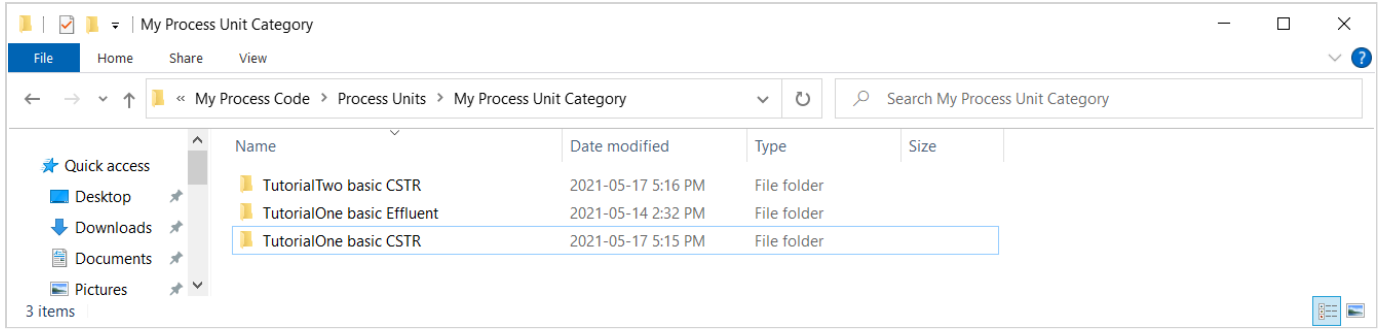 My Process Unit Category
File Home Share View
« My Process Code > Process Units > My Process Unit Category Search My Process Unit Category
Name Date modified Type Size
Quick access
Desktop
Downloads
Documents
Pictures
TutorialTwo basic CSTR 2021-05-17 5:16 PM File folder
TutorialOne basic Effluent 2021-05-14 2:32 PM File folder
TutorialOne basic CSTR 2021-05-17 5:15 PM File folder
3 items